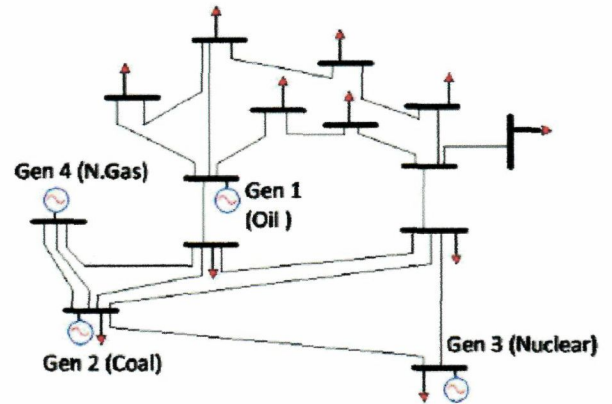 Gen 4 (N.Gas)
Gen 1
(Oil )
Gen 3 (Nuclear)
Gen 2 (Coal)